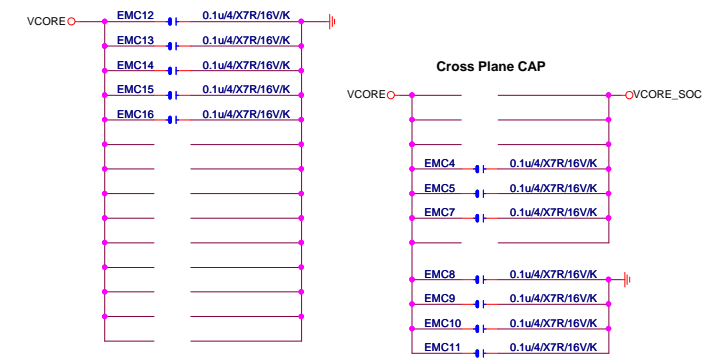 VCORE
EMC12 0.1u/4/X7R/16V/K
EMC13 0.1u/4/X7R/16V/K
EMC14 0.1u/4/X7R/16V/K
EMC15 0.1u/4/X7R/16V/K
EMC16 0.1u/4/X7R/16V/K
Cross Plane CAP
VCORE
VCORE_SOC
EMC4 0.1u/4/X7R/16V/K
EMC5 0.1u/4/X7R/16V/K
EMC7 0.1u/4/X7R/16V/K
EMC8 0.1u/4/X7R/16V/K
EMC9 0.1u/4/X7R/16V/K
EMC10 0.1u/4/X7R/16V/K
EMC11 0.1u/4/X7R/16V/K